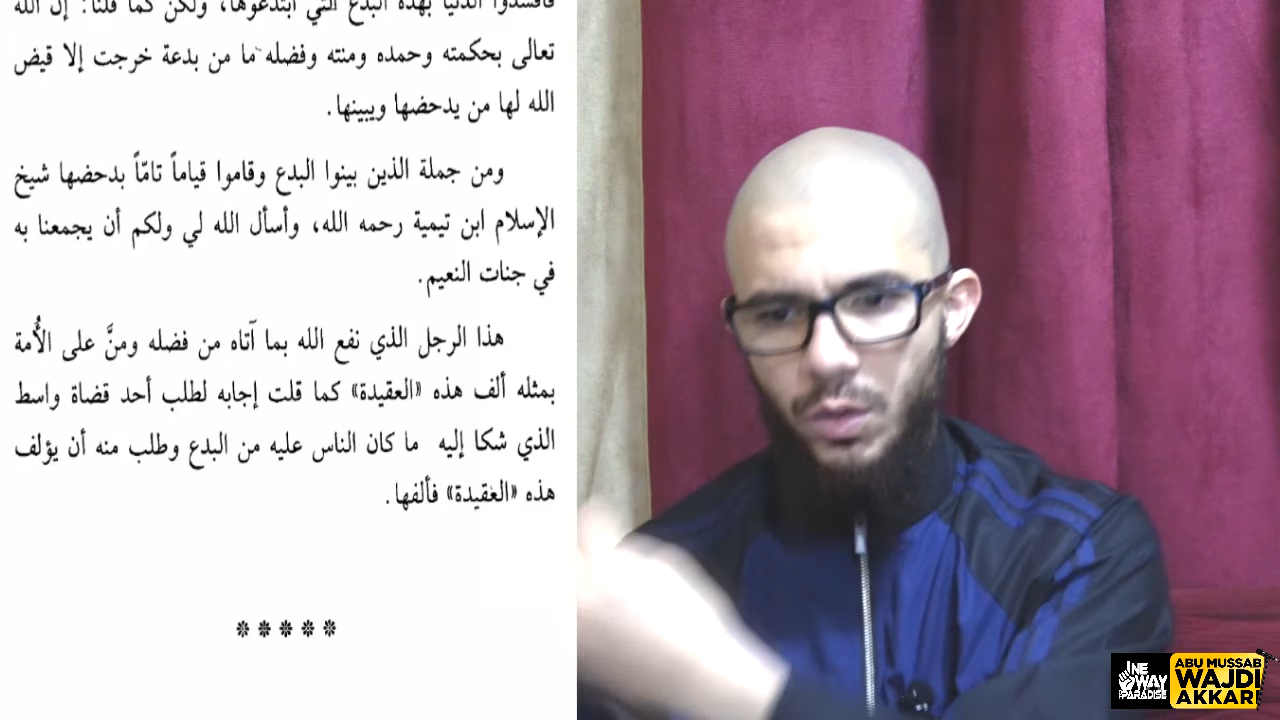 فأفسدوا الدنيا بهذه البدع التي ابتدعوها، ولكن كما قلنا: إن الله
تعالى بحكمته وحمده ومنته وفضله ما من بدعة خرجت إلا قيض
الله لها من يدحضها ويبينها.
ومن جملة الذين بينوا البدع وقاموا قياماً تامّاً بدحضها شيخ
الإسلام ابن تيمية رحمه الله، وأسأل الله لي ولكم أن يجمعنا به
في جنات النعيم.
هذا الرجل الذي نفع الله بما آتاه من فضله ومنَّ على الأُمة
بمثله ألف هذه «العقيدة» كما قلت إجابه لطلب أحد قضاة واسط
الذي شكا إليه ما كان الناس عليه من البدع وطلب منه أن يؤلف
هذه «العقيدة» فألفها.
*****
ONE WAY PARADISE
ABU MUSSAB
WAJDI
AKKARI